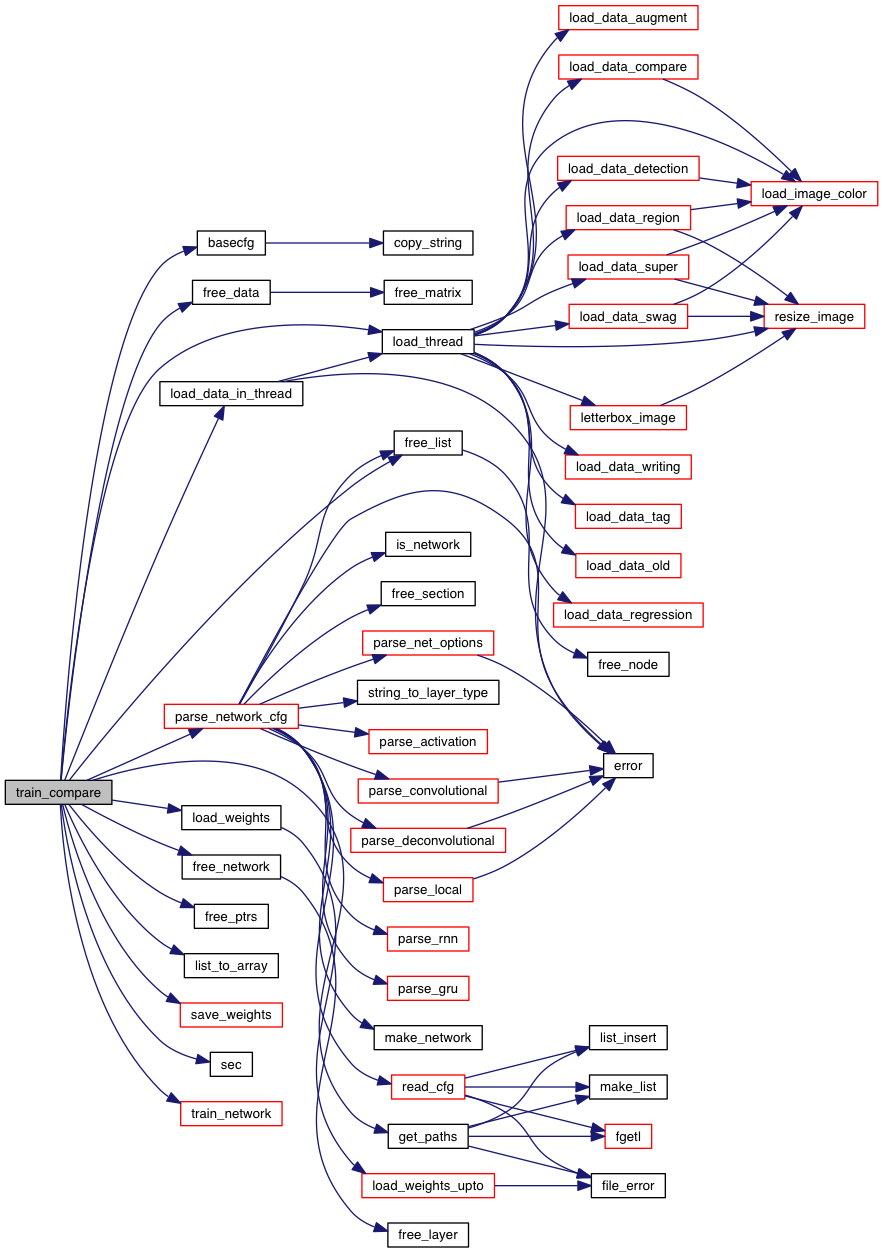 load_data_augment
load_data_compare
load_data_detection
load_image_color
load_data_region
basecfg
copy_string
load_data_super
free_data
free_matrix
load_data_swag
resize_image
load_thread
load_data_in_thread
letterbox_image
free_list
load_data_writing
load_data_tag
is_network
load_data_old
free_section
load_data_regression
parse_net_options
free_node
string_to_layer_type
parse_network_cfg
parse_activation
error
train_compare
parse_convolutional
load_weights
parse_deconvolutional
free_network
parse_local
free_ptrs
parse_rnn
list_to_array
parse_gru
save_weights
make_network
list_insert
sec
read_cfg
make_list
train_network
get_paths
fgetl
load_weights_upto
file_error
free_layer